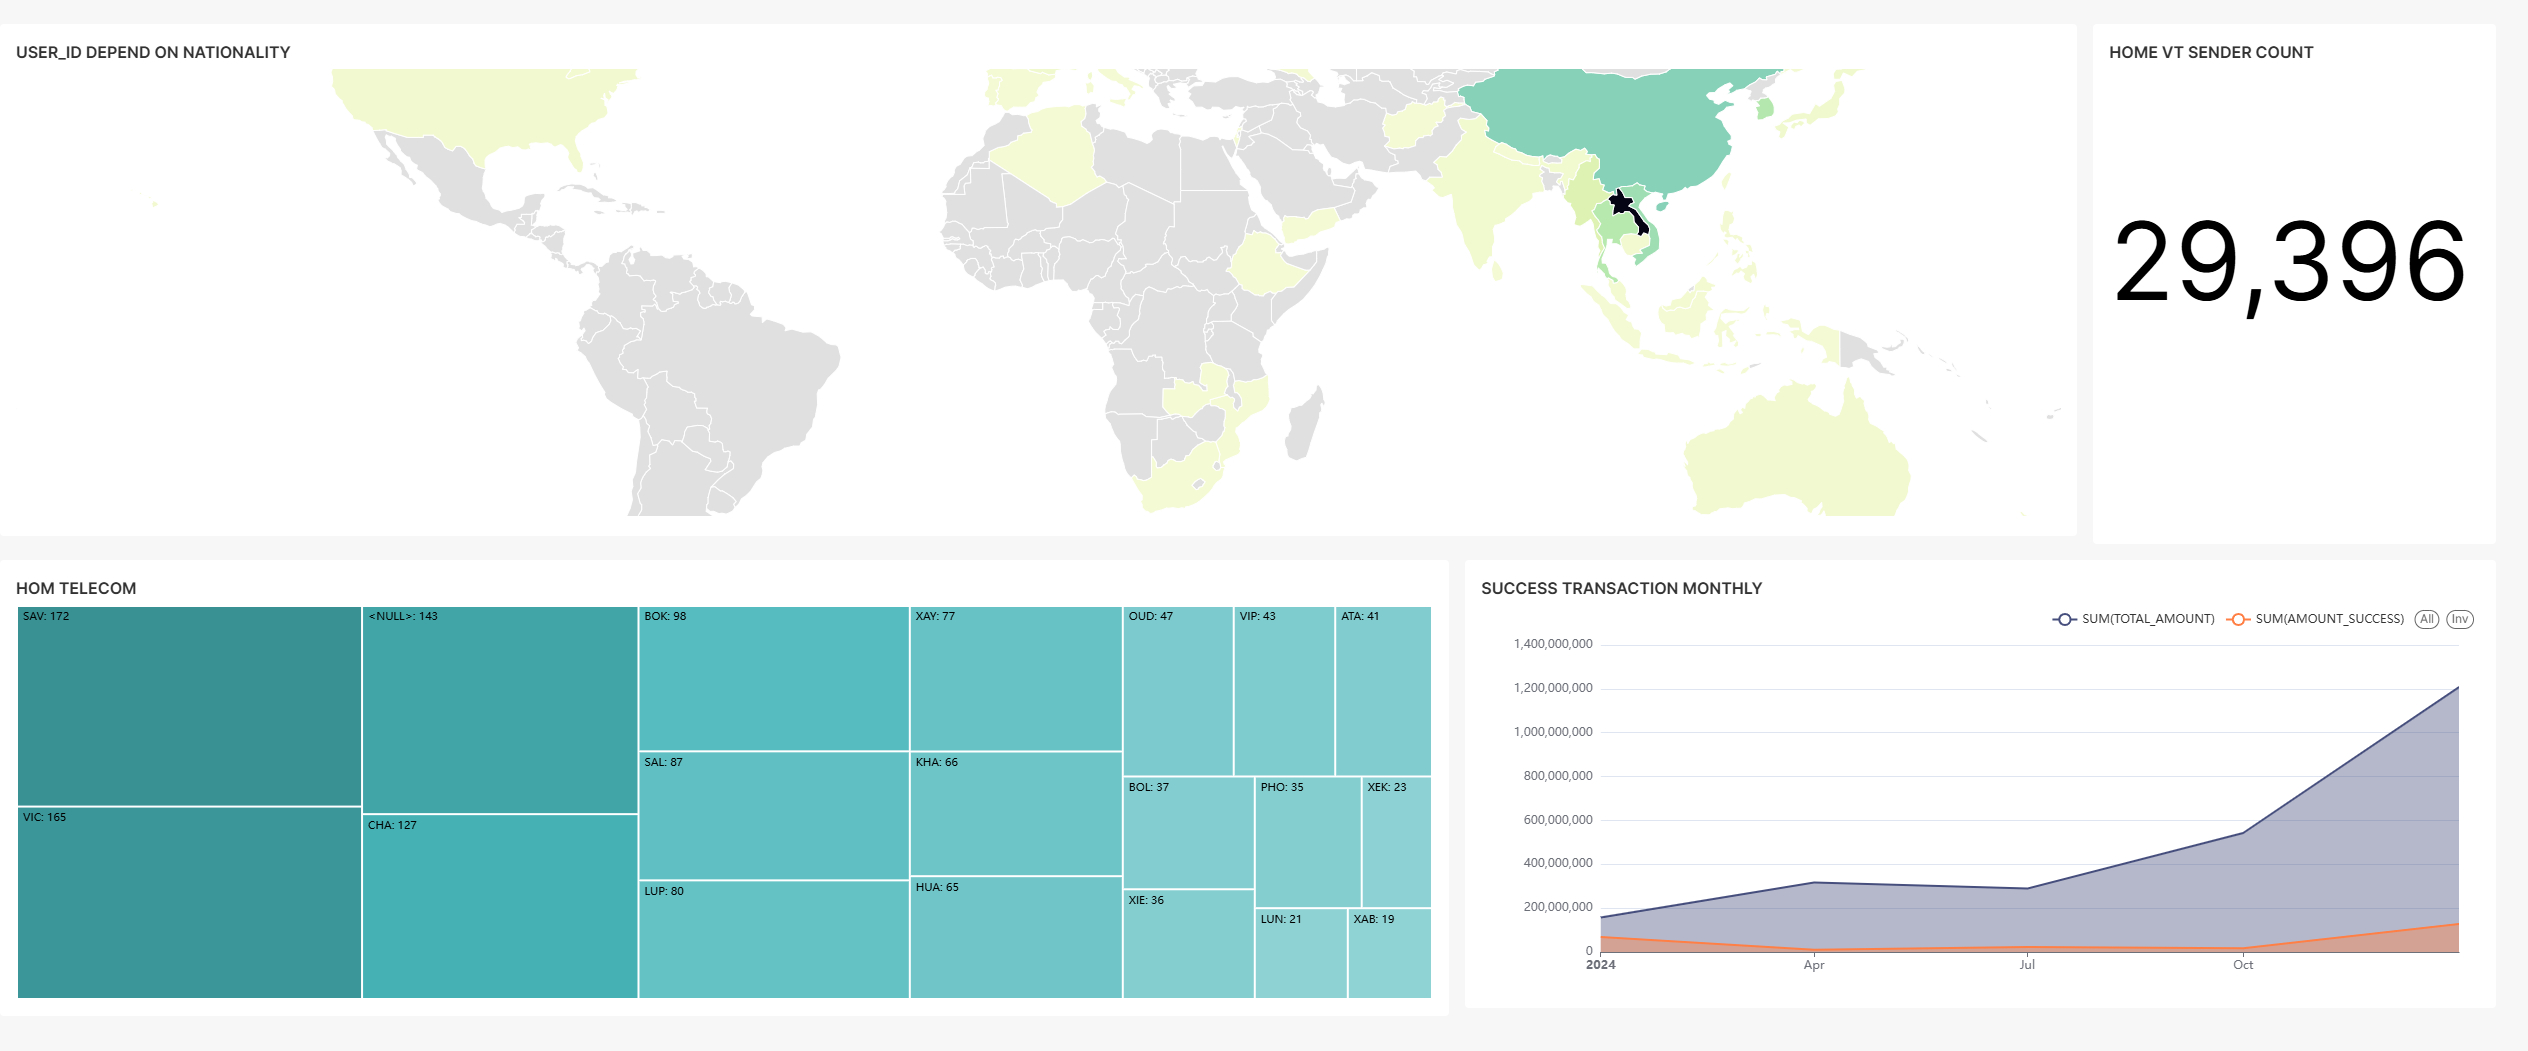 USER_ID DEPEND ON NATIONALITY
HOME VT SENDER COUNT
29,396
HOM TELECOM
SAV: 172
<NULL>: 143
BOK: 98
XAY: 77
OUD: 47
VIP: 43
ATA: 41
SAL: 87
KHA: 66
BOL: 37
PHO: 35
XEK: 23
VIC: 165
CHA: 127
LUP: 80
HUA: 65
XIE: 36
LUN: 21
XAB: 19
SUCCESS TRANSACTION MONTHLY
SUM(TOTAL_AMOUNT) SUM(AMOUNT_SUCCESS) All Inv
1,400,000,000
1,200,000,000
1,000,000,000
800,000,000
600,000,000
400,000,000
200,000,000
0
2024 Apr Jul Oct